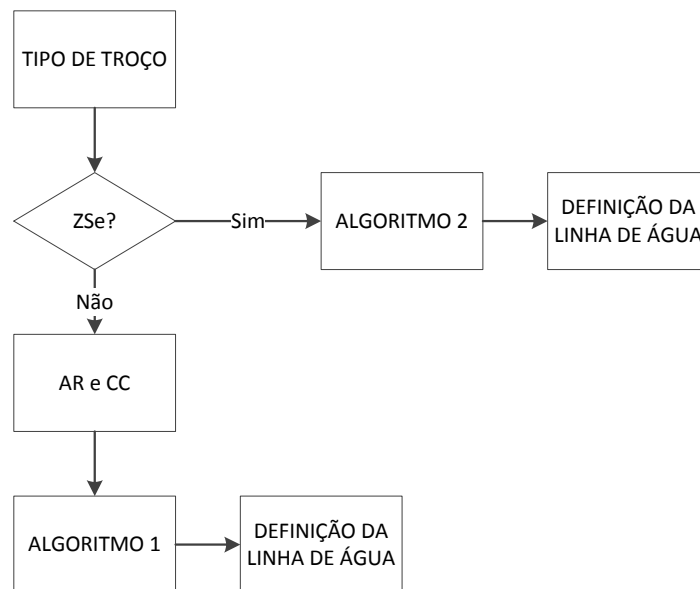 TIPO DE TROÇO
ZSe?
Sim
ALGORITMO 2
DEFINIÇÃO DA
LINHA DE ÁGUA
Não
AR e CC
ALGORITMO 1
DEFINIÇÃO DA
LINHA DE ÁGUA